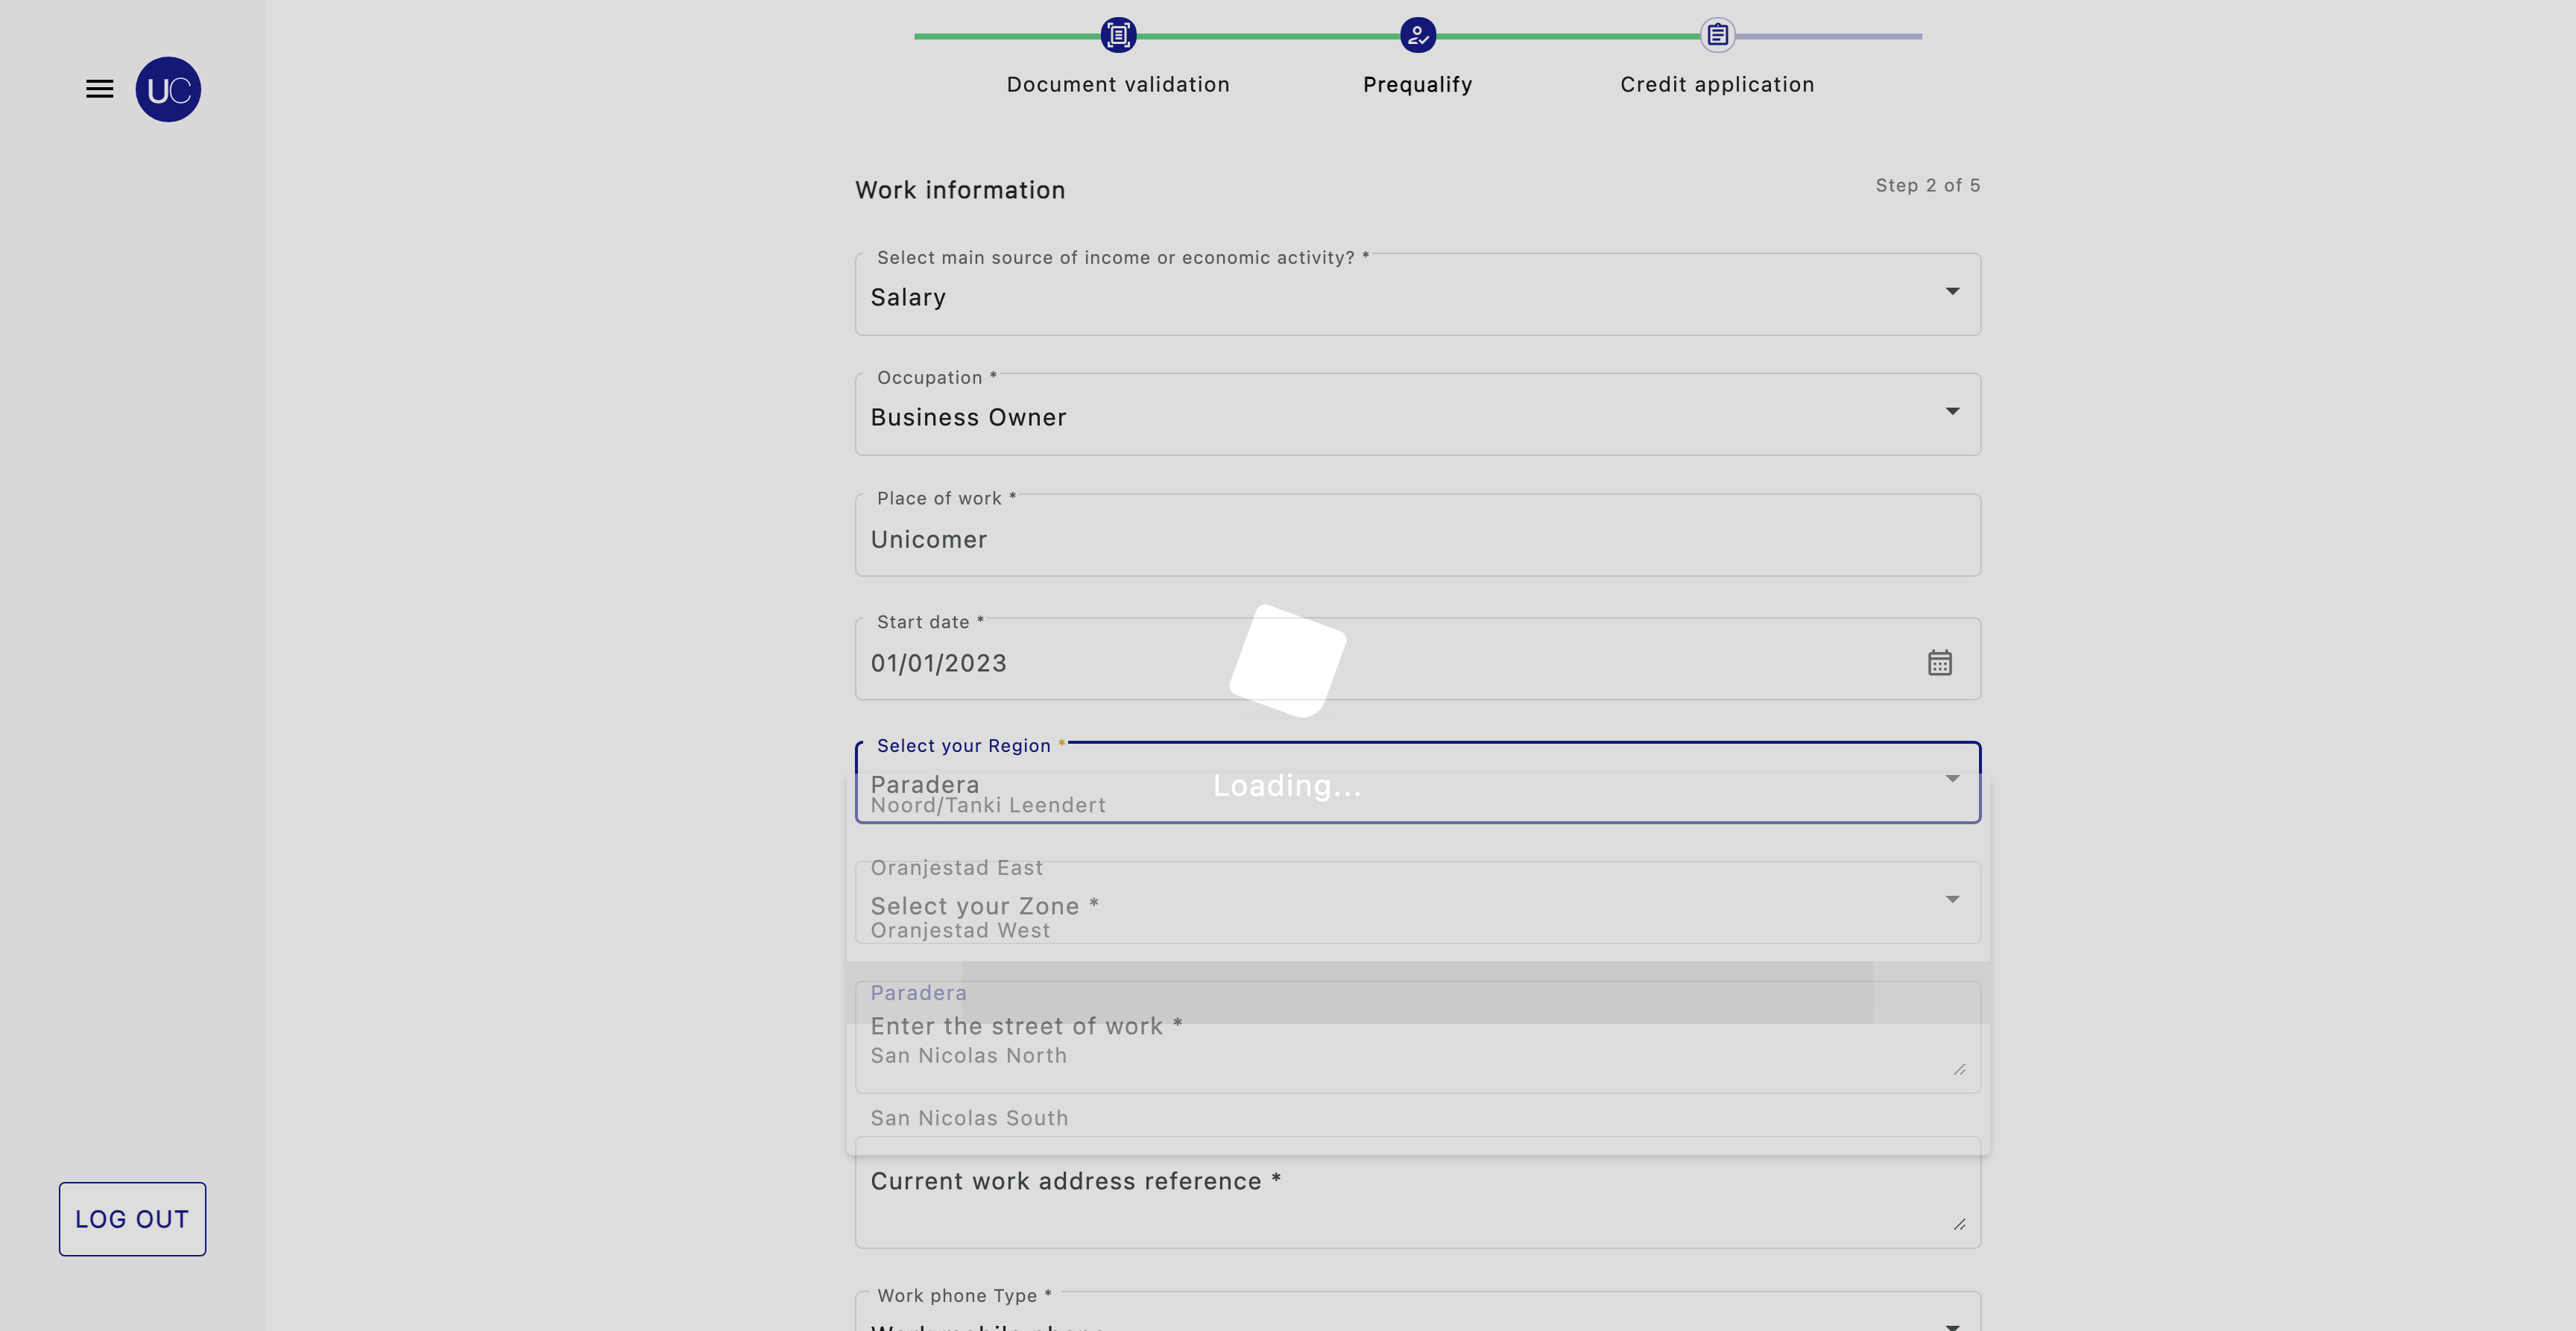 UC
Document validation
Prequalify
Credit application
Work information
Step 2 of 5
Select main source of income or economic activity? *
Salary
Occupation *
Business Owner
Place of work *
Unicomer
Start date *
01/01/2023
Select your Region *
Paradera
Loading...
Noord/Tanki Leendert
Oranjestad East
Select your Zone *
Oranjestad West
Paradera
Enter the street of work *
San Nicolas North
San Nicolas South
Current work address reference *
LOG OUT
Work phone Type *
Work mobile phone